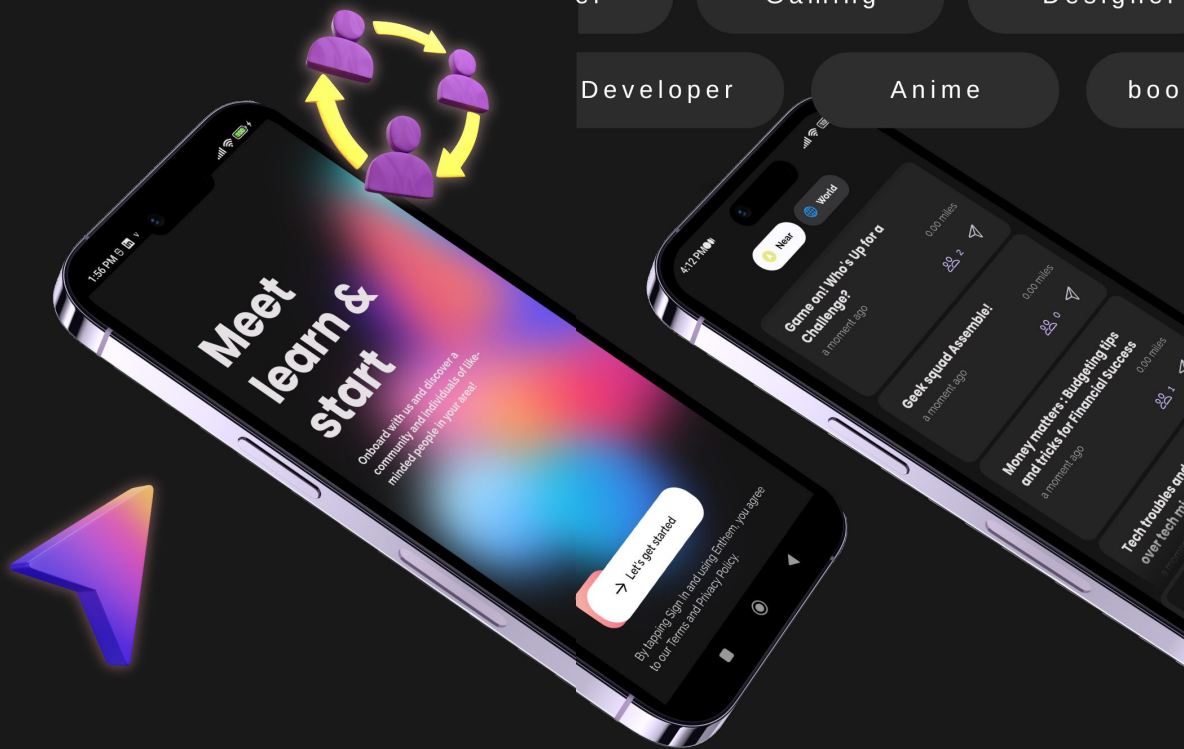 Gaming
Designer
Developer
Anime
boo
1:56 PM
Meet
learn &
start
Onboard with us and discover a
community and individuals of like-
minded people in your area!
Let's get started
By tapping Sign In and using Enthem, you agree
to our Terms and Privacy Policy.
4:12 PM
Near
World
Game on! Who's Up for a
Challenge?
a moment ago
0.00 miles
2
Geek squad Assemble!
a moment ago
0.00 miles
0
Money matters : Budgeting tips
and tricks for Financial Success
a moment ago
0.00 miles
1
Tech troubles and
over tech mi